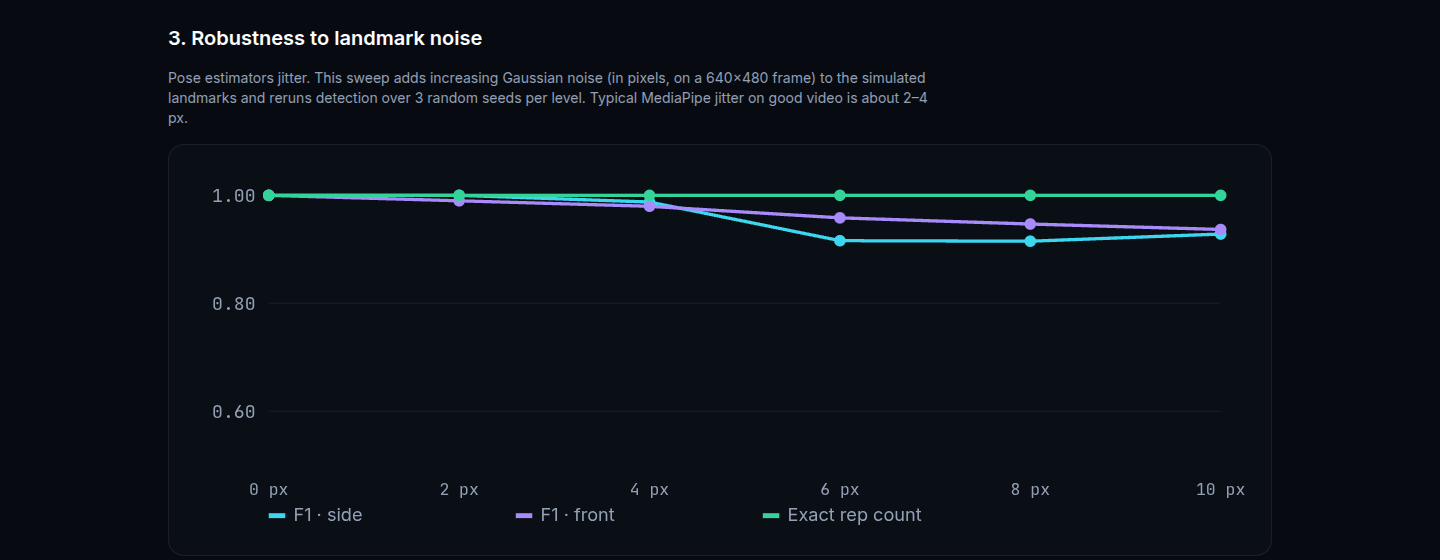 3. Robustness to landmark noise
Pose estimators jitter. This sweep adds increasing Gaussian noise (in pixels, on a 640×480 frame) to the simulated
landmarks and reruns detection over 3 random seeds per level. Typical MediaPipe jitter on good video is about 2–4
px.
1.00
0.80
0.60
0 px 2 px 4 px 6 px 8 px 10 px
F1 · side F1 · front Exact rep count